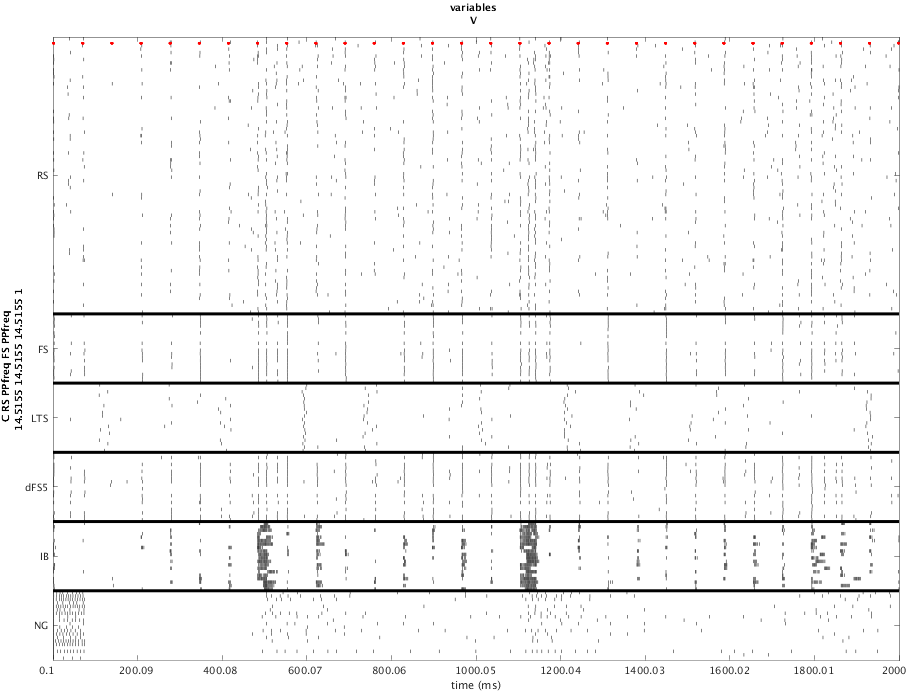 variables
V
C RS PPfreq FS PPfreq
14.5155 14.5155 14.5155 1
RS
FS
LTS
dFS5
IB
NG
0.1 200.09 400.08 600.07 800.06 1000.05 1200.04 1400.03 1600.02 1800.01 2000
time (ms)